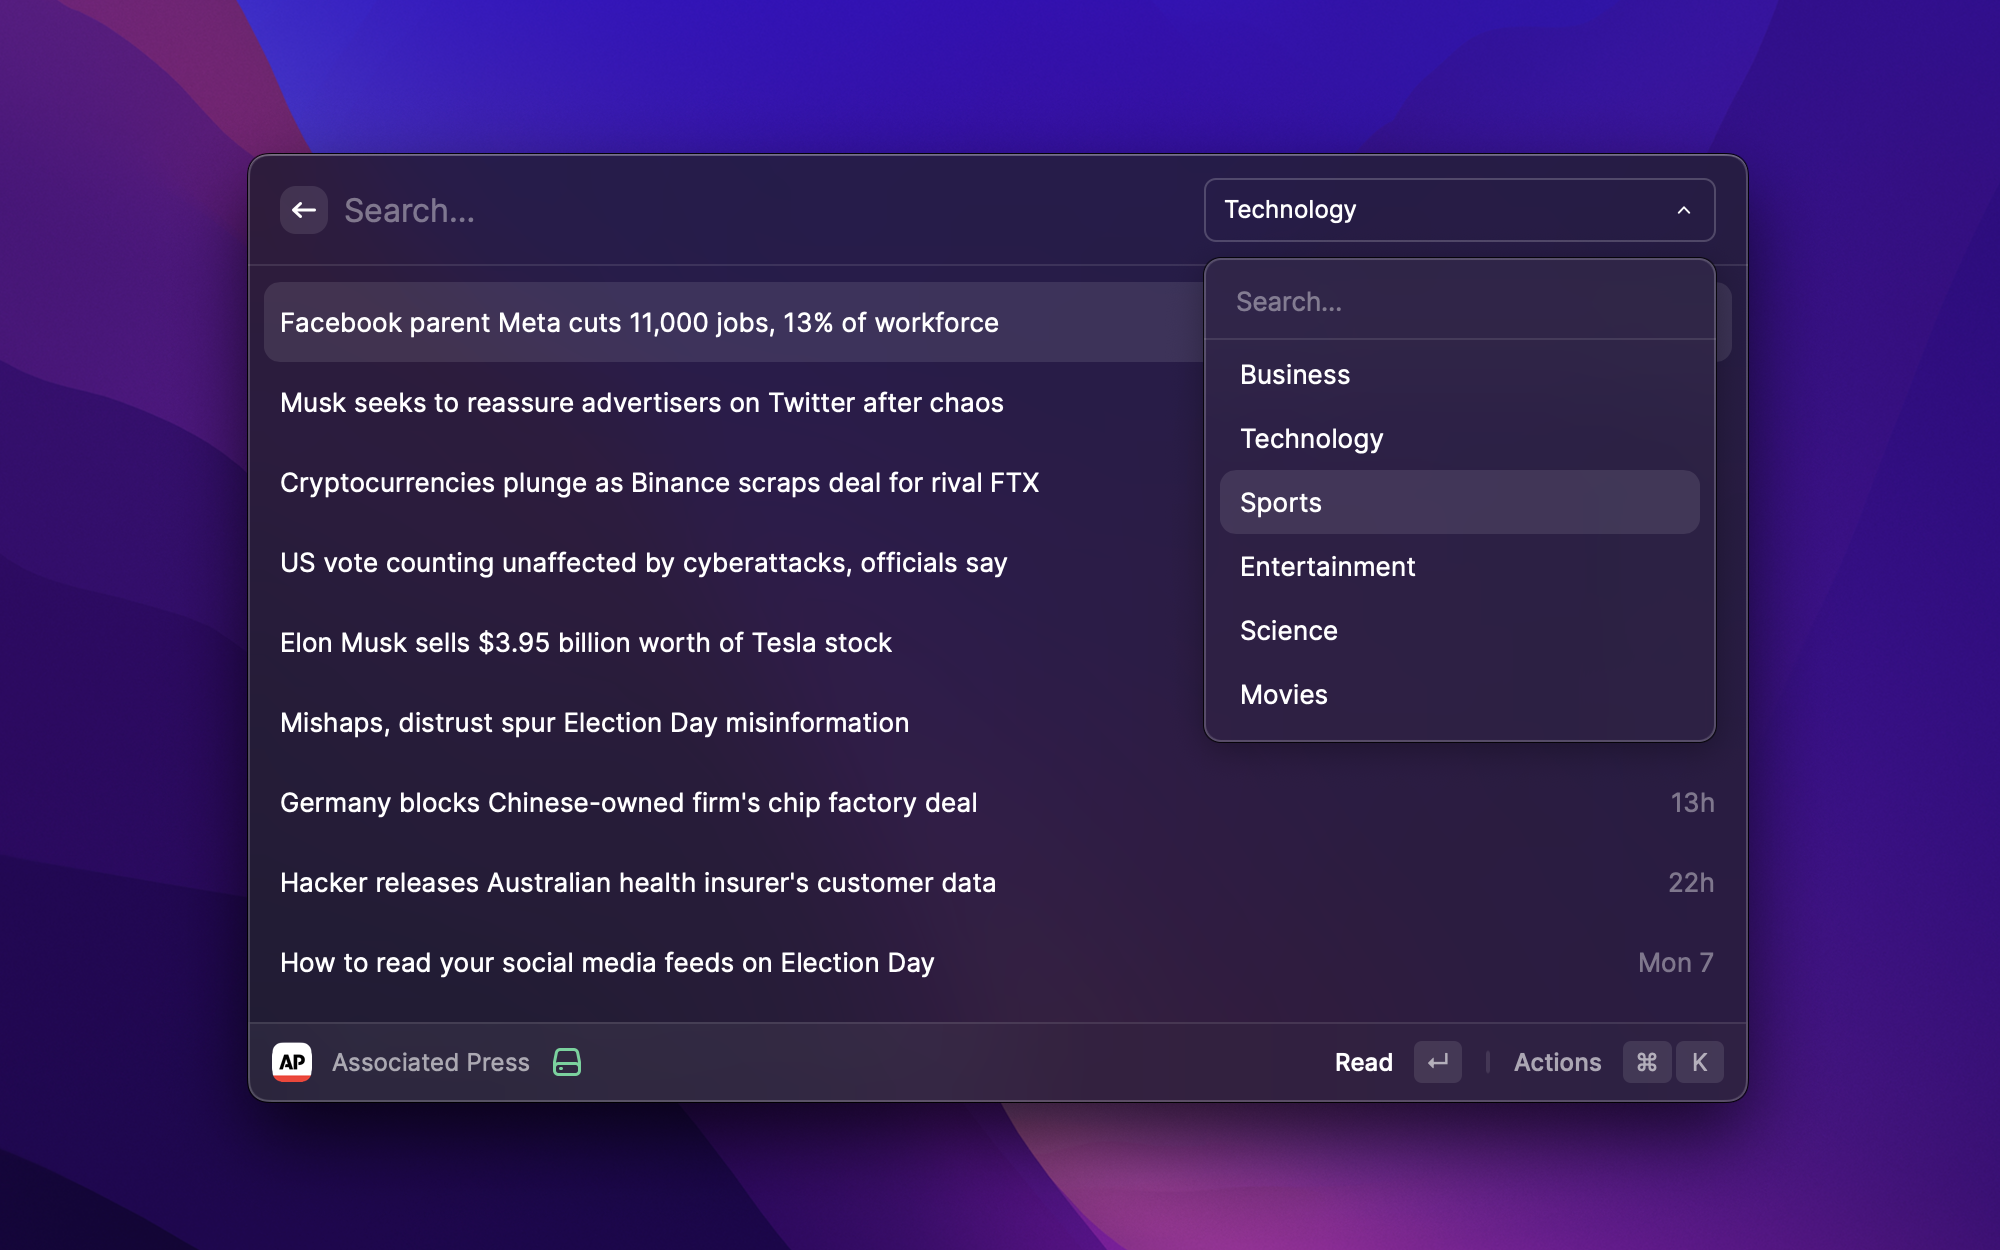 Search...
Technology
Search...
Business
Technology
Sports
Entertainment
Science
Movies
Facebook parent Meta cuts 11,000 jobs, 13% of workforce
Musk seeks to reassure advertisers on Twitter after chaos
Cryptocurrencies plunge as Binance scraps deal for rival FTX
US vote counting unaffected by cyberattacks, officials say
Elon Musk sells $3.95 billion worth of Tesla stock
Mishaps, distrust spur Election Day misinformation
Germany blocks Chinese-owned firm's chip factory deal 13h
Hacker releases Australian health insurer's customer data 22h
How to read your social media feeds on Election Day Mon 7
AP Associated Press Read ↵ | Actions ⌘ K